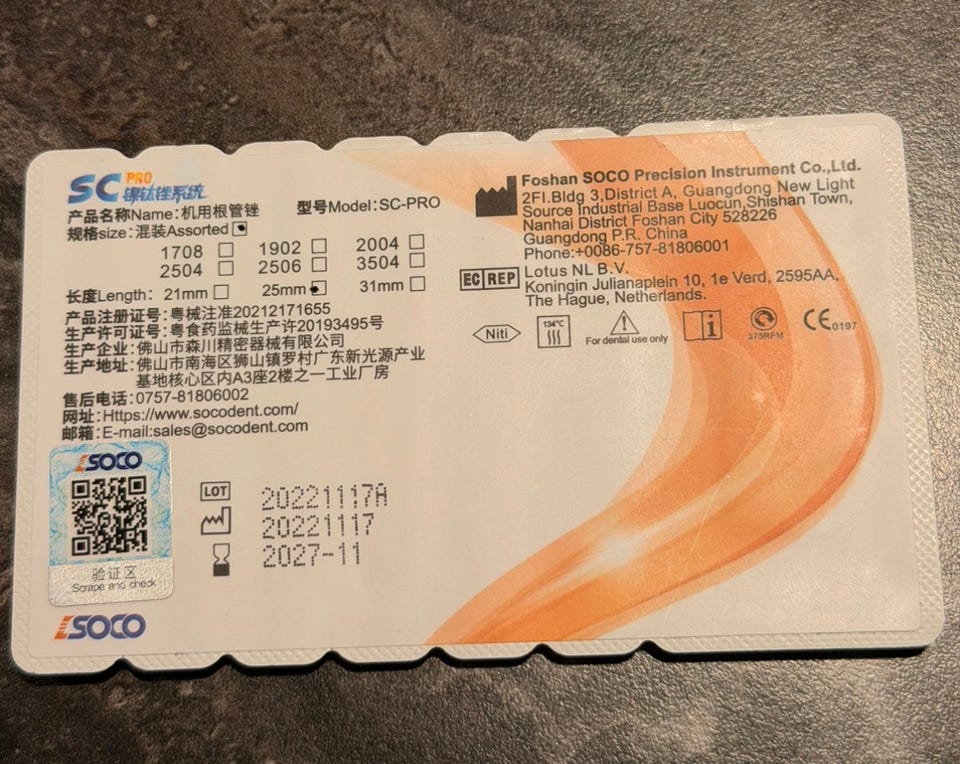 SC PRO
镍钛锉系统
产品名称Name:机用根管锉 型号Model:SC-PRO
规格size:混装Assorted
1708 1902 2004
2504 2506 3504
长度Length: 21mm 25mm 31mm
产品注册证号:粤械注准20212171655
生产许可证号:粤食药监械生产许20193495号
生产企业:佛山市森川精密器械有限公司
生产地址:佛山市南海区狮山镇罗村广东新光源产业
基地核心区内A3座2楼之一工业厂房
售后电话:0757-81806002
网址:Https://www.socodent.com/
邮箱:E-mail:sales@socodent.com
SOCO
验证区
Scrape and check
SOCO
LOT 20221117A
20221117
2027-11
Foshan SOCO Precision Instrument Co.,Ltd.
2Fl.Bldg 3,District A, Guangdong New Light
Source Industrial Base Luocun,Shishan Town,
Nanhai District Foshan City 528226
Guangdong P.R. China
Phone:+0086-757-81806001
EC REP Lotus NL B.V.
Koningin Julianaplein 10, 1e Verd, 2595AA,
The Hague, Netherlands.
Niti 134°C For dental use only i 375RPM CE0197